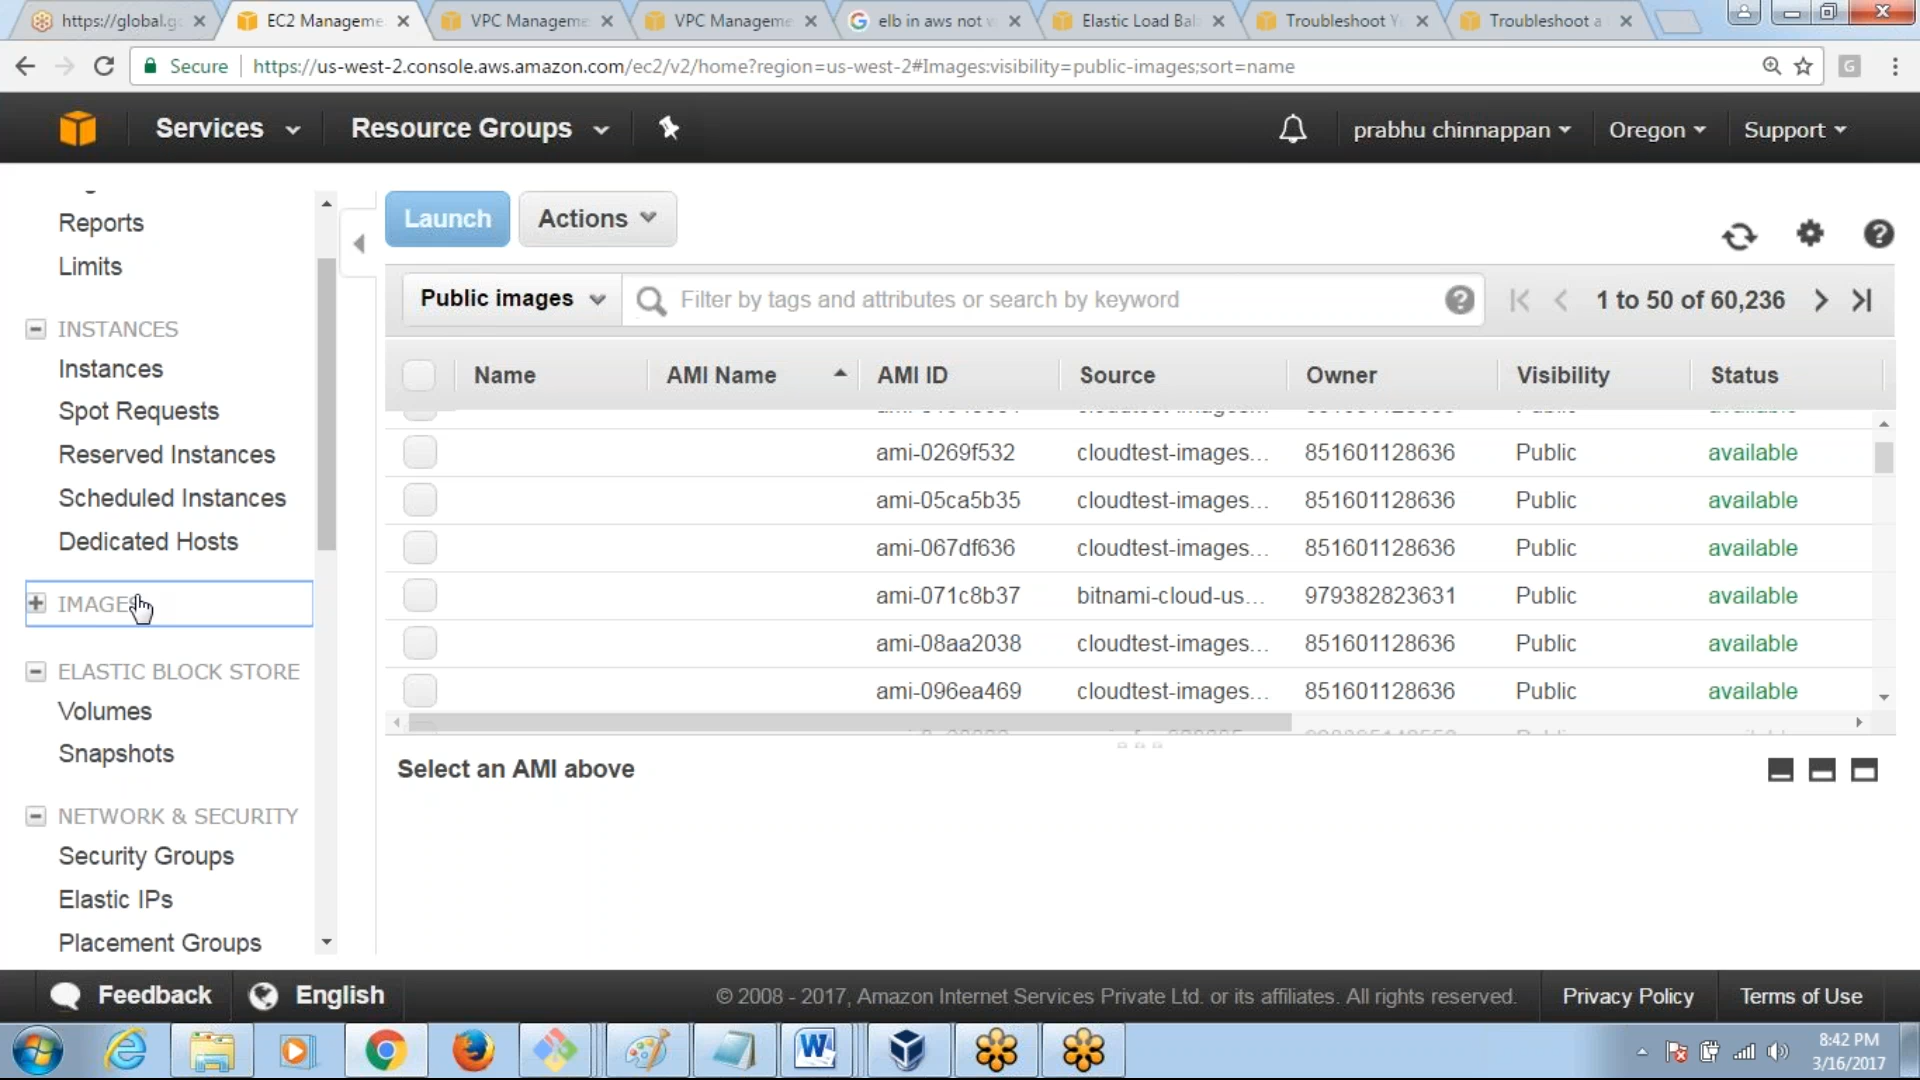 https://global.g
EC2 Manageme
VPC Manageme
VPC Manageme
elb in aws not w
Elastic Load Bal
Troubleshoot Y
Troubleshoot a
Secure
https://us-west-2.console.aws.amazon.com/ec2/v2/home?region=us-west-2#Images:visibility=public-images;sort=name
G
Services
Resource Groups
prabhu chinnappan
Oregon
Support
Reports
Limits
INSTANCES
Instances
Spot Requests
Reserved Instances
Scheduled Instances
Dedicated Hosts
IMAGES
ELASTIC BLOCK STORE
Volumes
Snapshots
NETWORK & SECURITY
Security Groups
Elastic IPs
Placement Groups
Launch
Actions
Public images
Filter by tags and attributes or search by keyword
1 to 50 of 60,236
Name AMI Name AMI ID Source Owner Visibility Status
ami-0269f532 cloudtest-images... 851601128636 Public available
ami-05ca5b35 cloudtest-images... 851601128636 Public available
ami-067df636 cloudtest-images... 851601128636 Public available
ami-071c8b37 bitnami-cloud-us... 979382823631 Public available
ami-08aa2038 cloudtest-images... 851601128636 Public available
ami-096ea469 cloudtest-images... 851601128636 Public available
Select an AMI above
Feedback
English
© 2008 - 2017, Amazon Internet Services Private Ltd. or its affiliates. All rights reserved.
Privacy Policy
Terms of Use
8:42 PM
3/16/2017